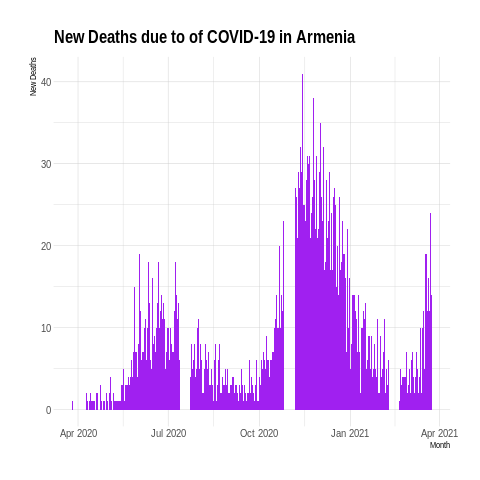 New Deaths due to of COVID-19 in Armenia
New Deaths
40
30
20
10
0
Apr 2020 Jul 2020 Oct 2020 Jan 2021 Apr 2021
Month